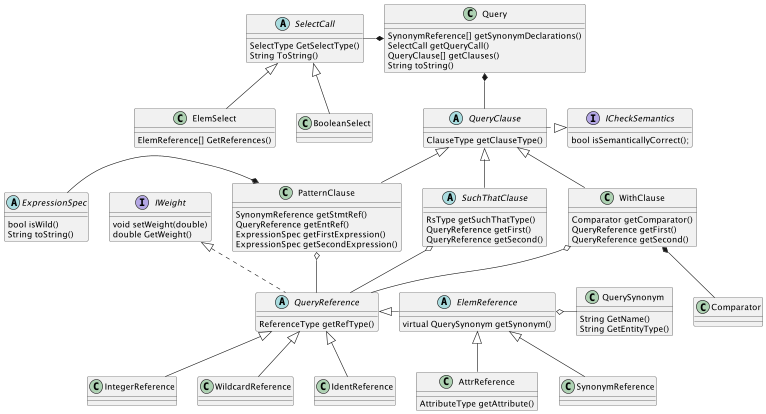 A SelectCall
SelectType GetSelectType()
String ToString()
C Query
SynonymReference[] getSynonymDeclarations()
SelectCall getQueryCall()
QueryClause[] getClauses()
String toString()
C ElemSelect
ElemReference[] GetReferences()
C BooleanSelect
A QueryClause
ClauseType getClauseType()
I ICheckSemantics
bool isSemanticallyCorrect();
A ExpressionSpec
bool isWild()
String toString()
I IWeight
void setWeight(double)
double GetWeight()
C PatternClause
SynonymReference getStmtRef()
QueryReference getEntRef()
ExpressionSpec getFirstExpression()
ExpressionSpec getSecondExpression()
A SuchThatClause
RsType getSuchThatType()
QueryReference getFirst()
QueryReference getSecond()
C WithClause
Comparator getComparator()
QueryReference getFirst()
QueryReference getSecond()
A QueryReference
ReferenceType getRefType()
A ElemReference
virtual QuerySynonym getSynonym()
C QuerySynonym
String GetName()
String GetEntityType()
C Comparator
C IntegerReference
C WildcardReference
C IdentReference
C AttrReference
AttributeType getAttribute()
C SynonymReference